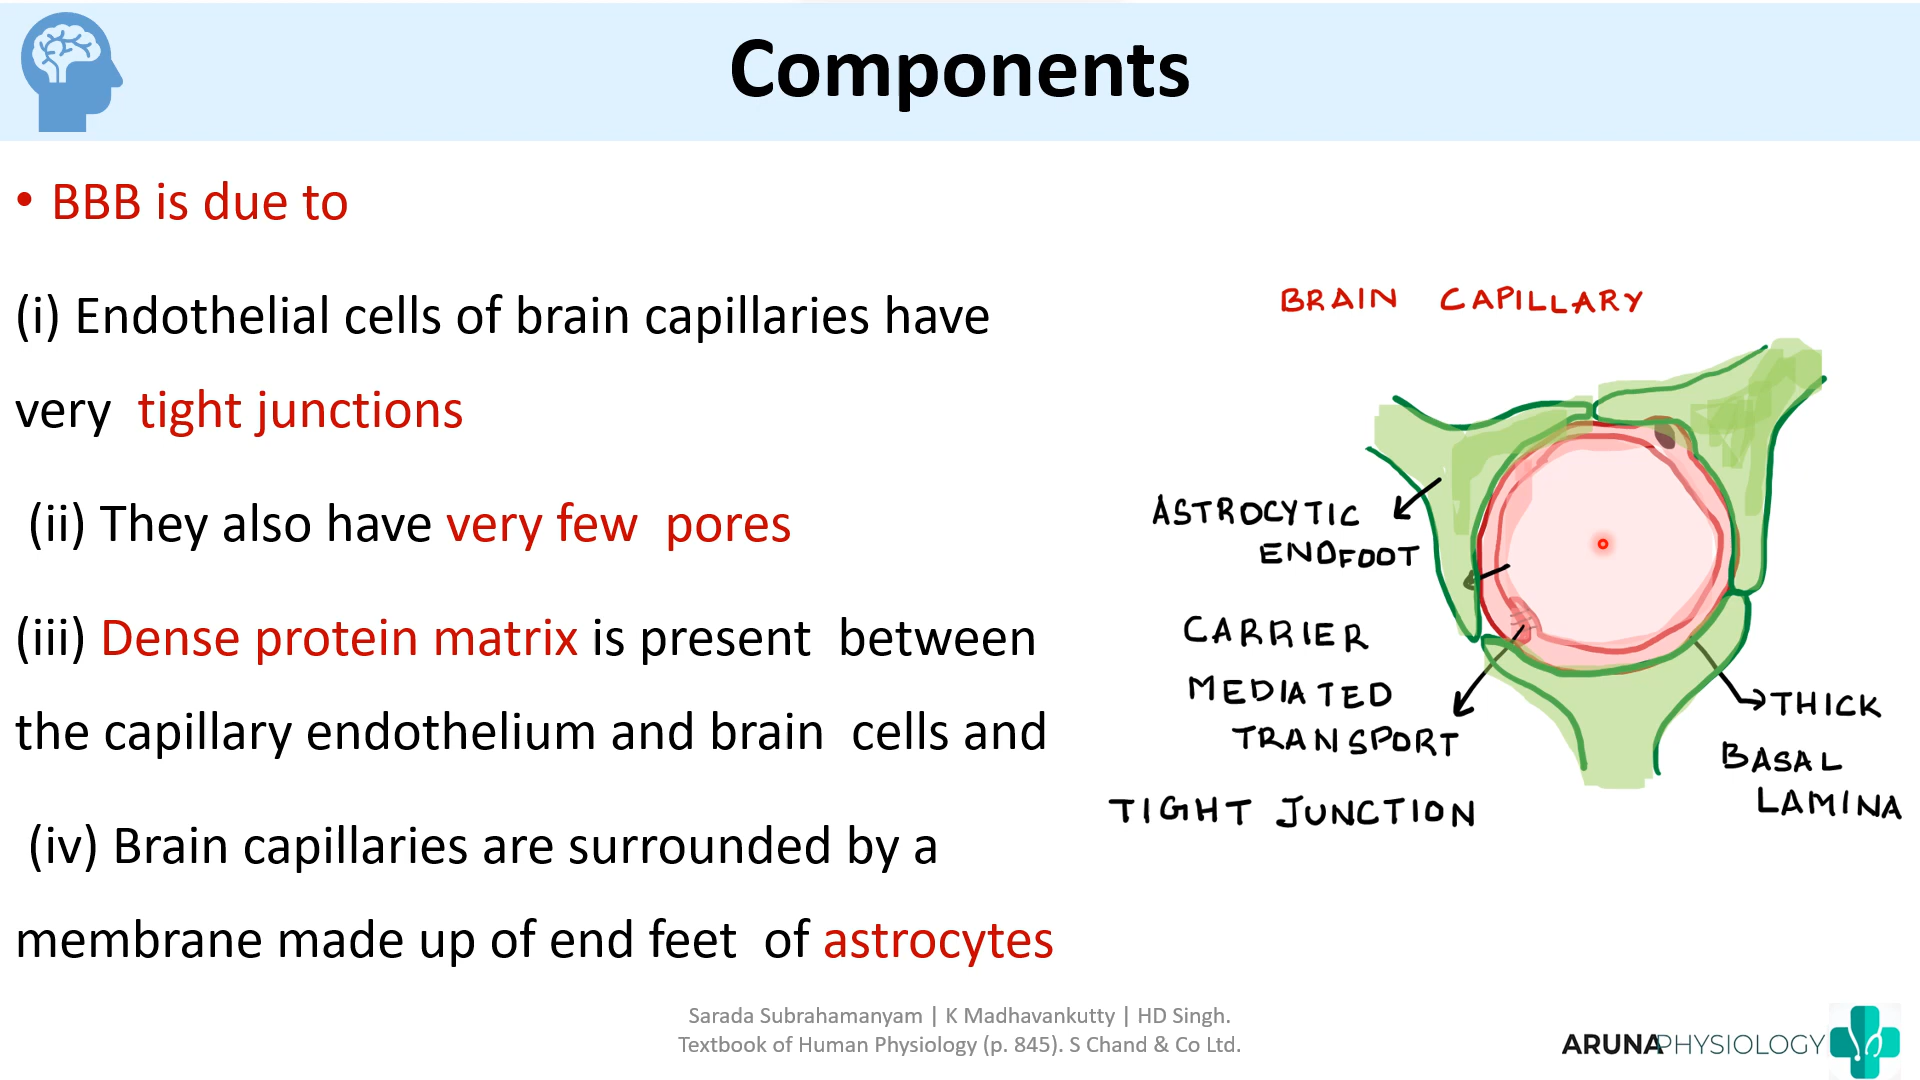 Components
• BBB is due to
(i) Endothelial cells of brain capillaries have
very tight junctions
(ii) They also have very few pores
(iii) Dense protein matrix is present between
the capillary endothelium and brain cells and
(iv) Brain capillaries are surrounded by a
membrane made up of end feet of astrocytes
BRAIN CAPILLARY
ASTROCYTIC
ENDFOOT
CARRIER
MEDIATED
TRANSPORT
TIGHT JUNCTION
THICK
BASAL
LAMINA
Sarada Subrahamanyam | K Madhavankutty | HD Singh.
Textbook of Human Physiology (p. 845). S Chand & Co Ltd.
ARUNAPHYSIOLOGY